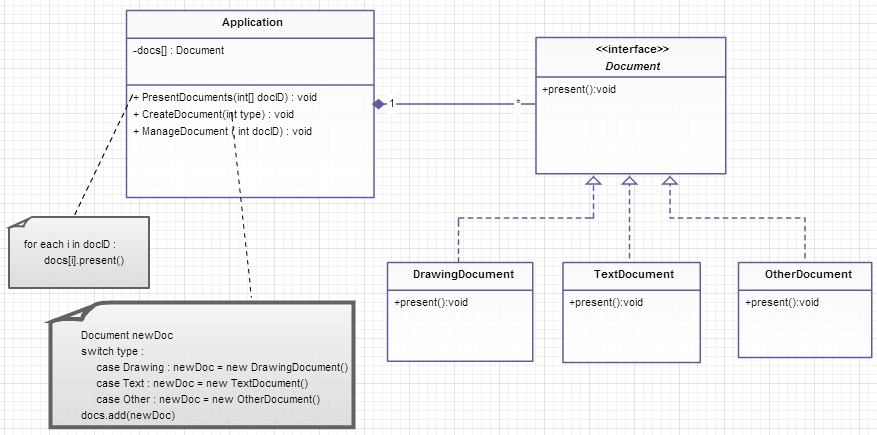 Application
-docs[] : Document
+ PresentDocuments(int[] docID) : void
+ CreateDocument(int type) : void
+ ManageDocument ( int docID) : void
1
*
<<interface>>
Document
+present():void
for each i in docID :
docs[i].present()
DrawingDocument
+present():void
TextDocument
+present():void
OtherDocument
+present():void
Document newDoc
switch type :
case Drawing : newDoc = new DrawingDocument()
case Text : newDoc = new TextDocument()
case Other : newDoc = new OtherDocument()
docs.add(newDoc)